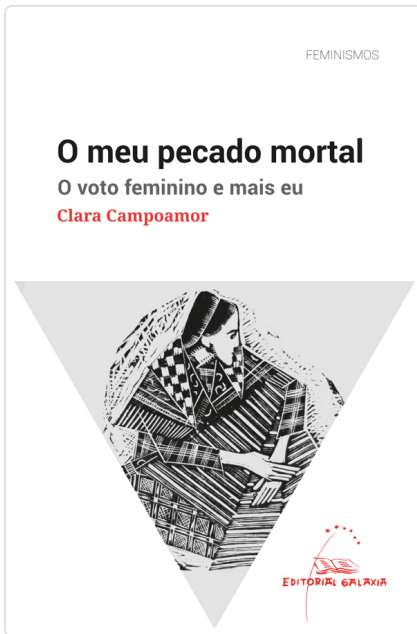 FEMINISMOS
O meu pecado mortal
O voto feminino e mais eu
Clara Campoamor
EDITORIAL GALAXIA